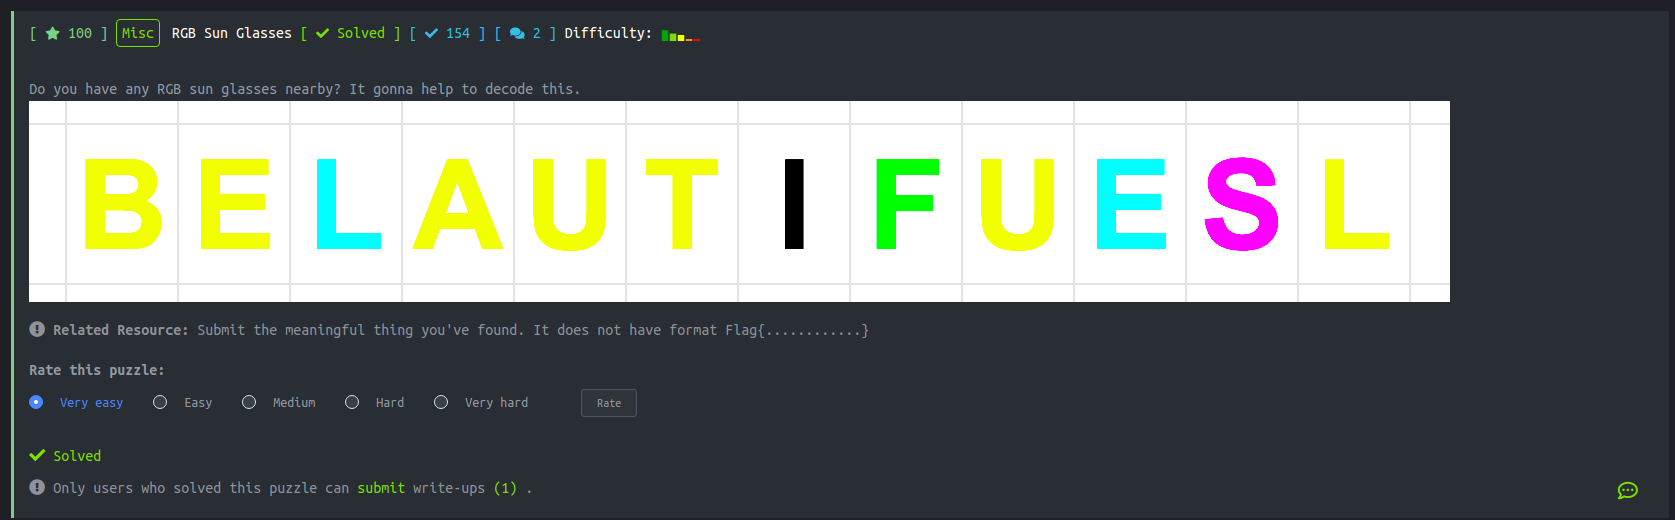 [ 100 ] Misc RGB Sun Glasses [ Solved ] [ 154 ] [ 2 ] Difficulty:
Do you have any RGB sun glasses nearby? It gonna help to decode this.
BELAUTIFUESL
Related Resource: Submit the meaningful thing you've found. It does not have format Flag{............}
Rate this puzzle:
Very easy Easy Medium Hard Very hard Rate
Solved
Only users who solved this puzzle can submit write-ups (1) .